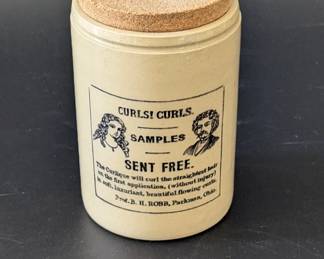 CURLS! CURLS.
SAMPLES
SENT FREE.
The Curlique will curl the straightest hair
on the first application, (without injury)
in soft, luxuriant, beautiful flowing curls.
Prof. B. H. ROBB, Parkman, Ohio.